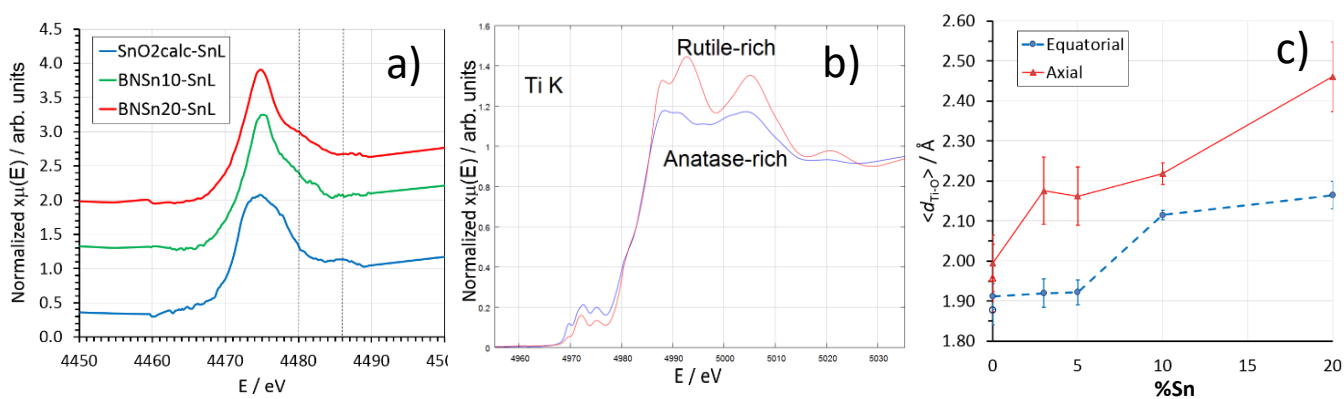 SnO2calc-SnL
BNSn10-SnL
BNSn20-SnL
a)
Normalized xμ(E) / arb. units
4.5
4.0
3.5
3.0
2.5
2.0
1.5
1.0
0.5
0.0
4450 4460 4470 4480 4490 450
E / eV
b)
Ti K
Rutile-rich
Anatase-rich
Normalized xμ(E) / arb. units
1.6
1.4
1.2
1
0.8
0.6
0.4
0.2
0
4960 4970 4980 4990 5000 5010 5020 5030
E / eV
c)
Equatorial
Axial
<dTi-O> / Å
2.60
2.50
2.40
2.30
2.20
2.10
2.00
1.90
1.80
0 5 10 15 20
%Sn